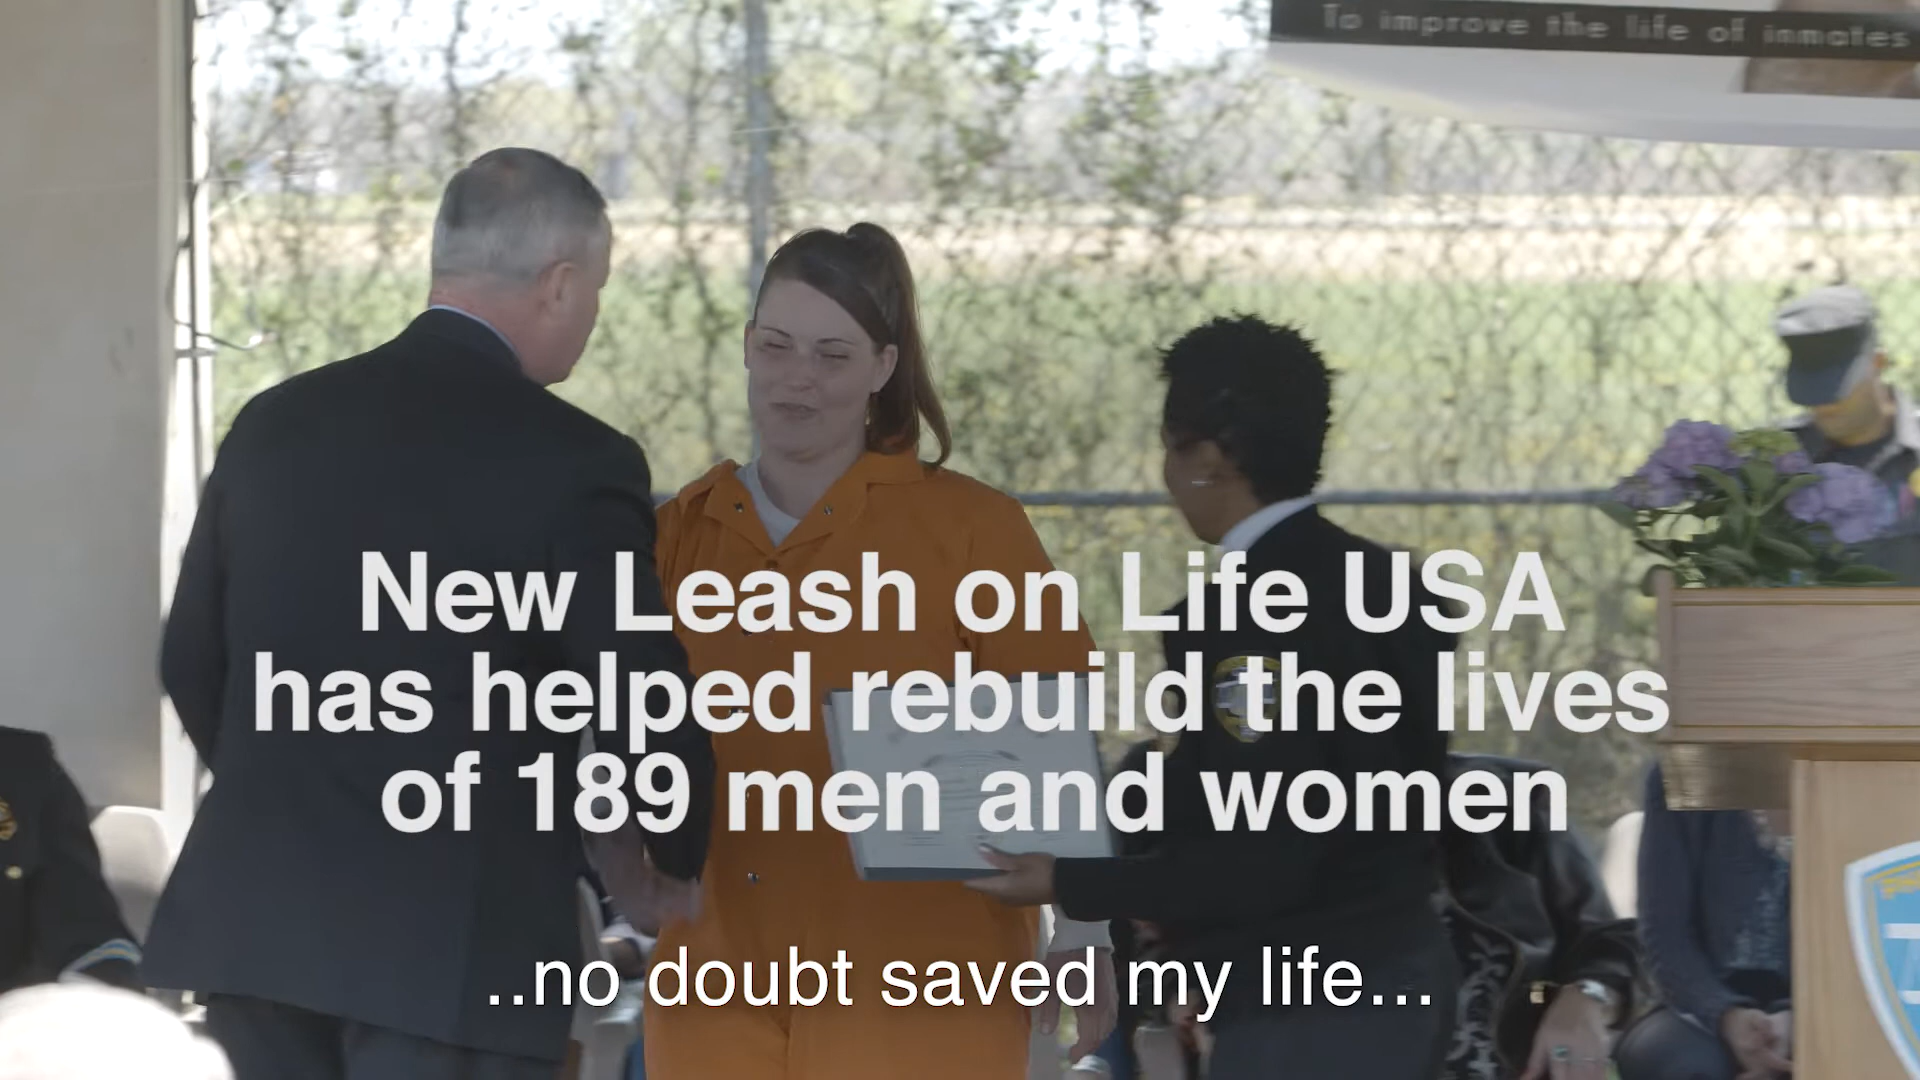 To improve the life of inmates
New Leash on Life USA
has helped rebuild the lives
of 189 men and women
..no doubt saved my life...